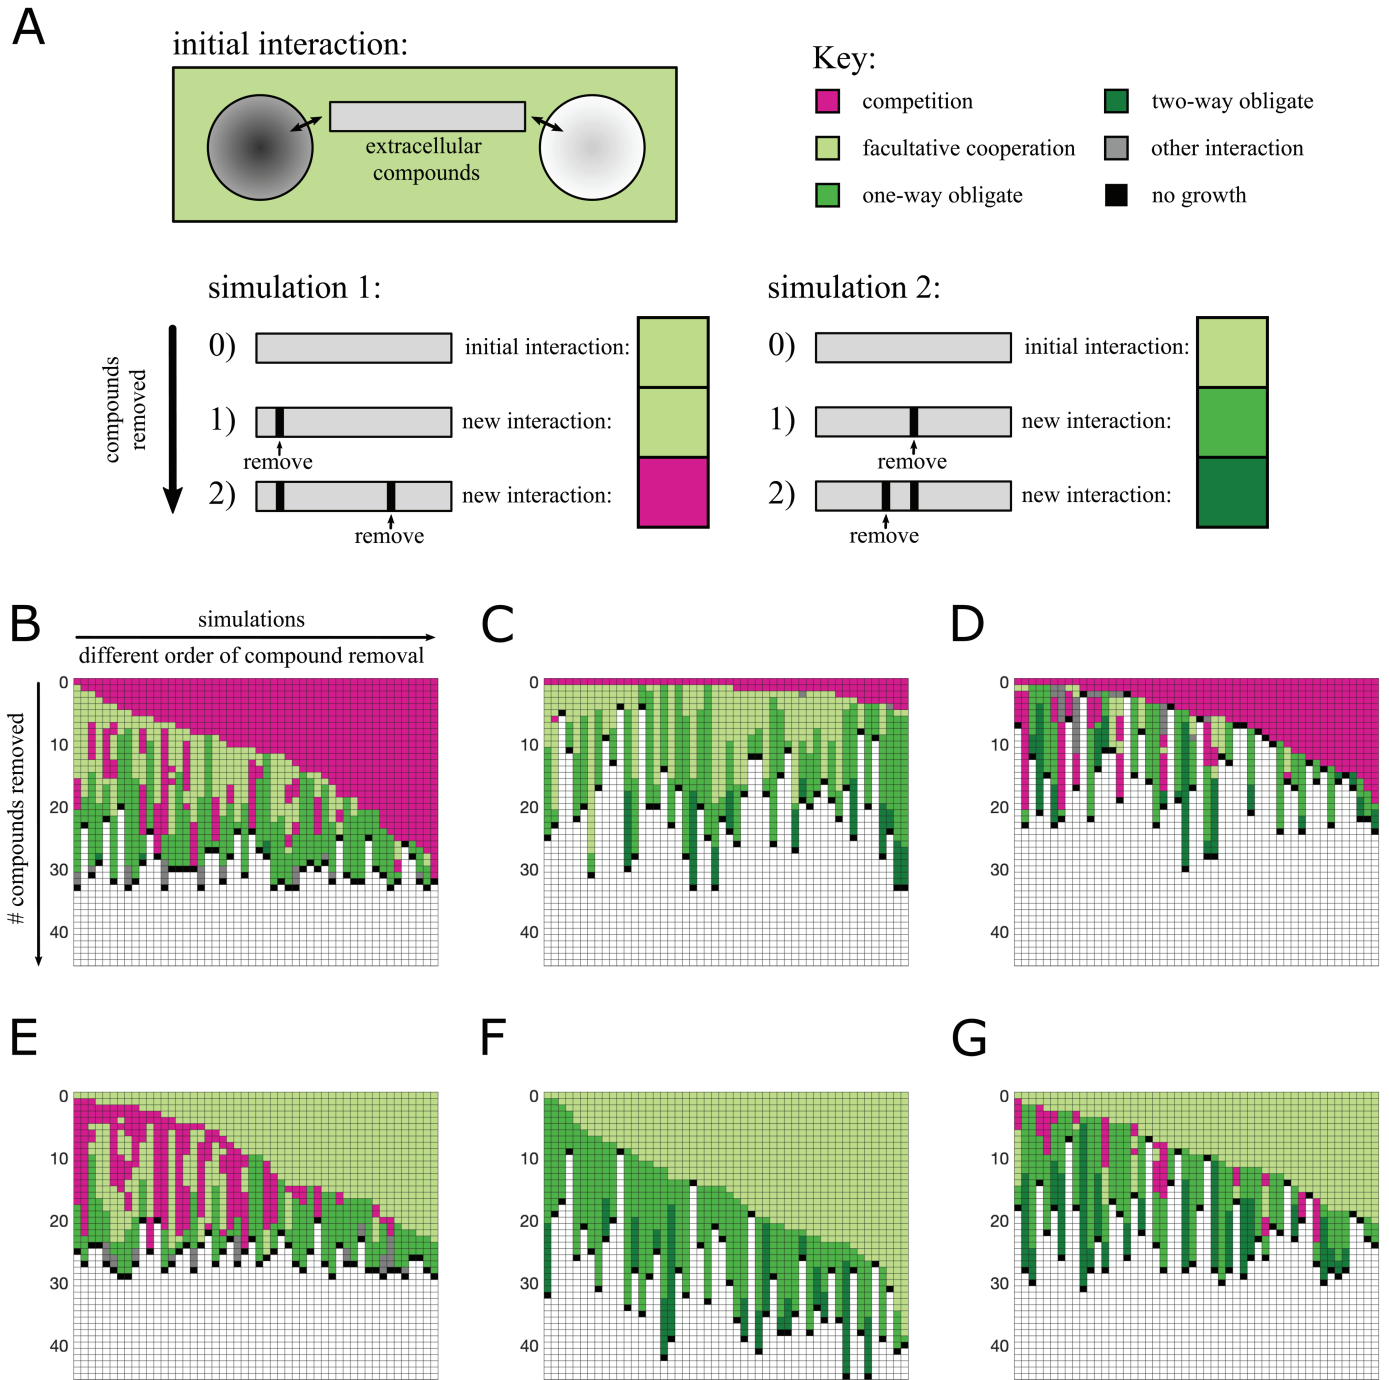 A
initial interaction:
extracellular
compounds
Key:
competition
facultative cooperation
one-way obligate
two-way obligate
other interaction
no growth
compounds
removed
simulation 1:
0)
initial interaction:
1)
new interaction:
remove
2)
new interaction:
remove
simulation 2:
0)
initial interaction:
1)
new interaction:
remove
2)
new interaction:
remove
B
simulations
different order of compound removal
# compounds removed
0
10
20
30
40
C
0
10
20
30
40
D
0
10
20
30
40
E
0
10
20
30
40
F
0
10
20
30
40
G
0
10
20
30
40